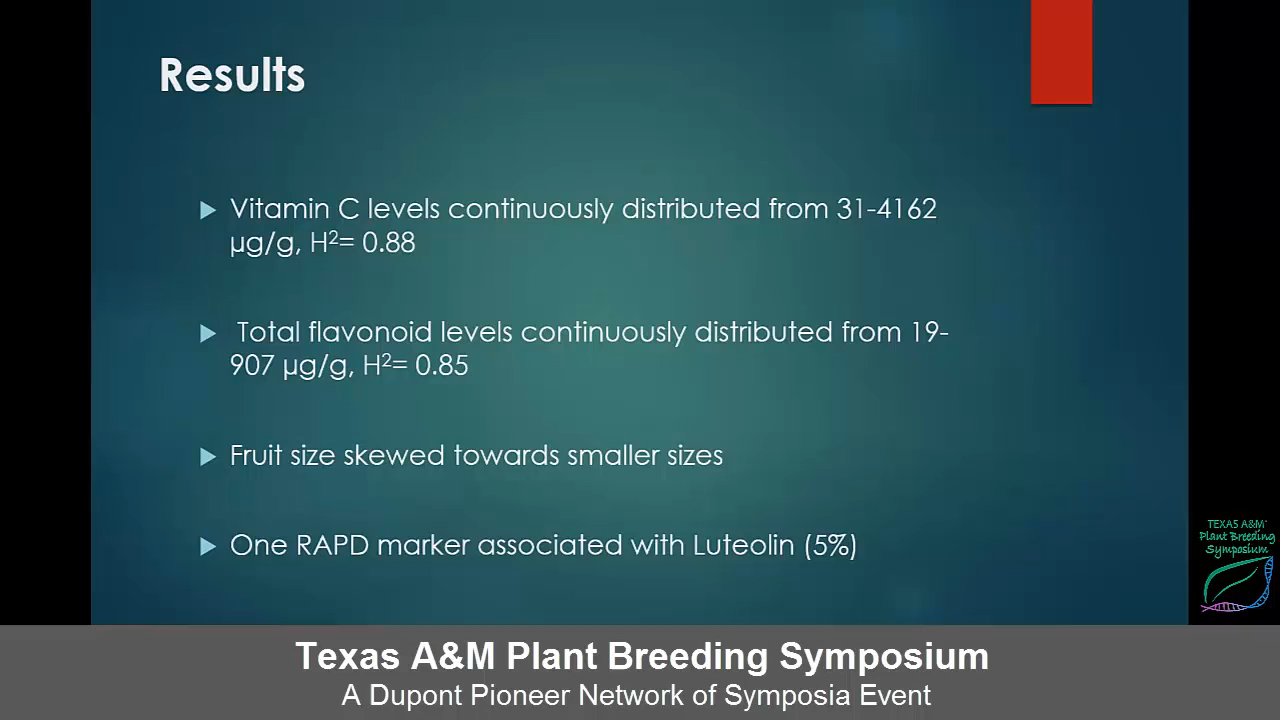 Results
Vitamin C levels continuously distributed from 31-4162
µg/g, H²= 0.88
Total flavonoid levels continuously distributed from 19-
907 µg/g, H²= 0.85
Fruit size skewed towards smaller sizes
One RAPD marker associated with Luteolin (5%)
TEXAS A&M
Plant Breeding
Symposium
Texas A&M Plant Breeding Symposium
A Dupont Pioneer Network of Symposia Event